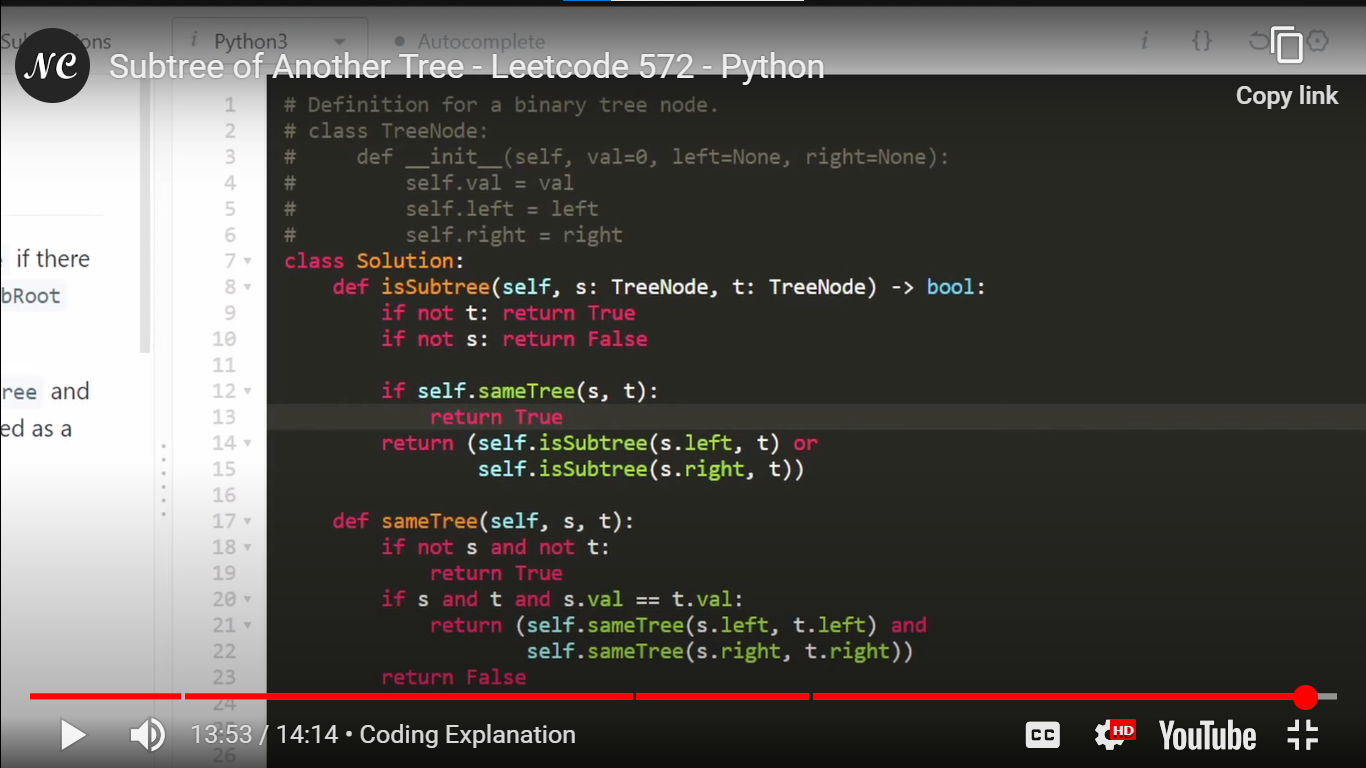 Python3
Autocomplete
NC
Subtree of Another Tree - Leetcode 572 - Python
Copy link
if there
bRoot
ree and
ed as a
1 # Definition for a binary tree node.
2 # class TreeNode:
3 #     def __init__(self, val=0, left=None, right=None):
4 #         self.val = val
5 #         self.left = left
6 #         self.right = right
7 class Solution:
8     def isSubtree(self, s: TreeNode, t: TreeNode) -> bool:
9         if not t: return True
10         if not s: return False
11
12         if self.sameTree(s, t):
13             return True
14         return (self.isSubtree(s.left, t) or
15                 self.isSubtree(s.right, t))
16
17     def sameTree(self, s, t):
18         if not s and not t:
19             return True
20         if s and t and s.val == t.val:
21             return (self.sameTree(s.left, t.left) and
22                     self.sameTree(s.right, t.right))
23         return False
24
26
13:53 / 14:14 • Coding Explanation
CC
HD
YouTube